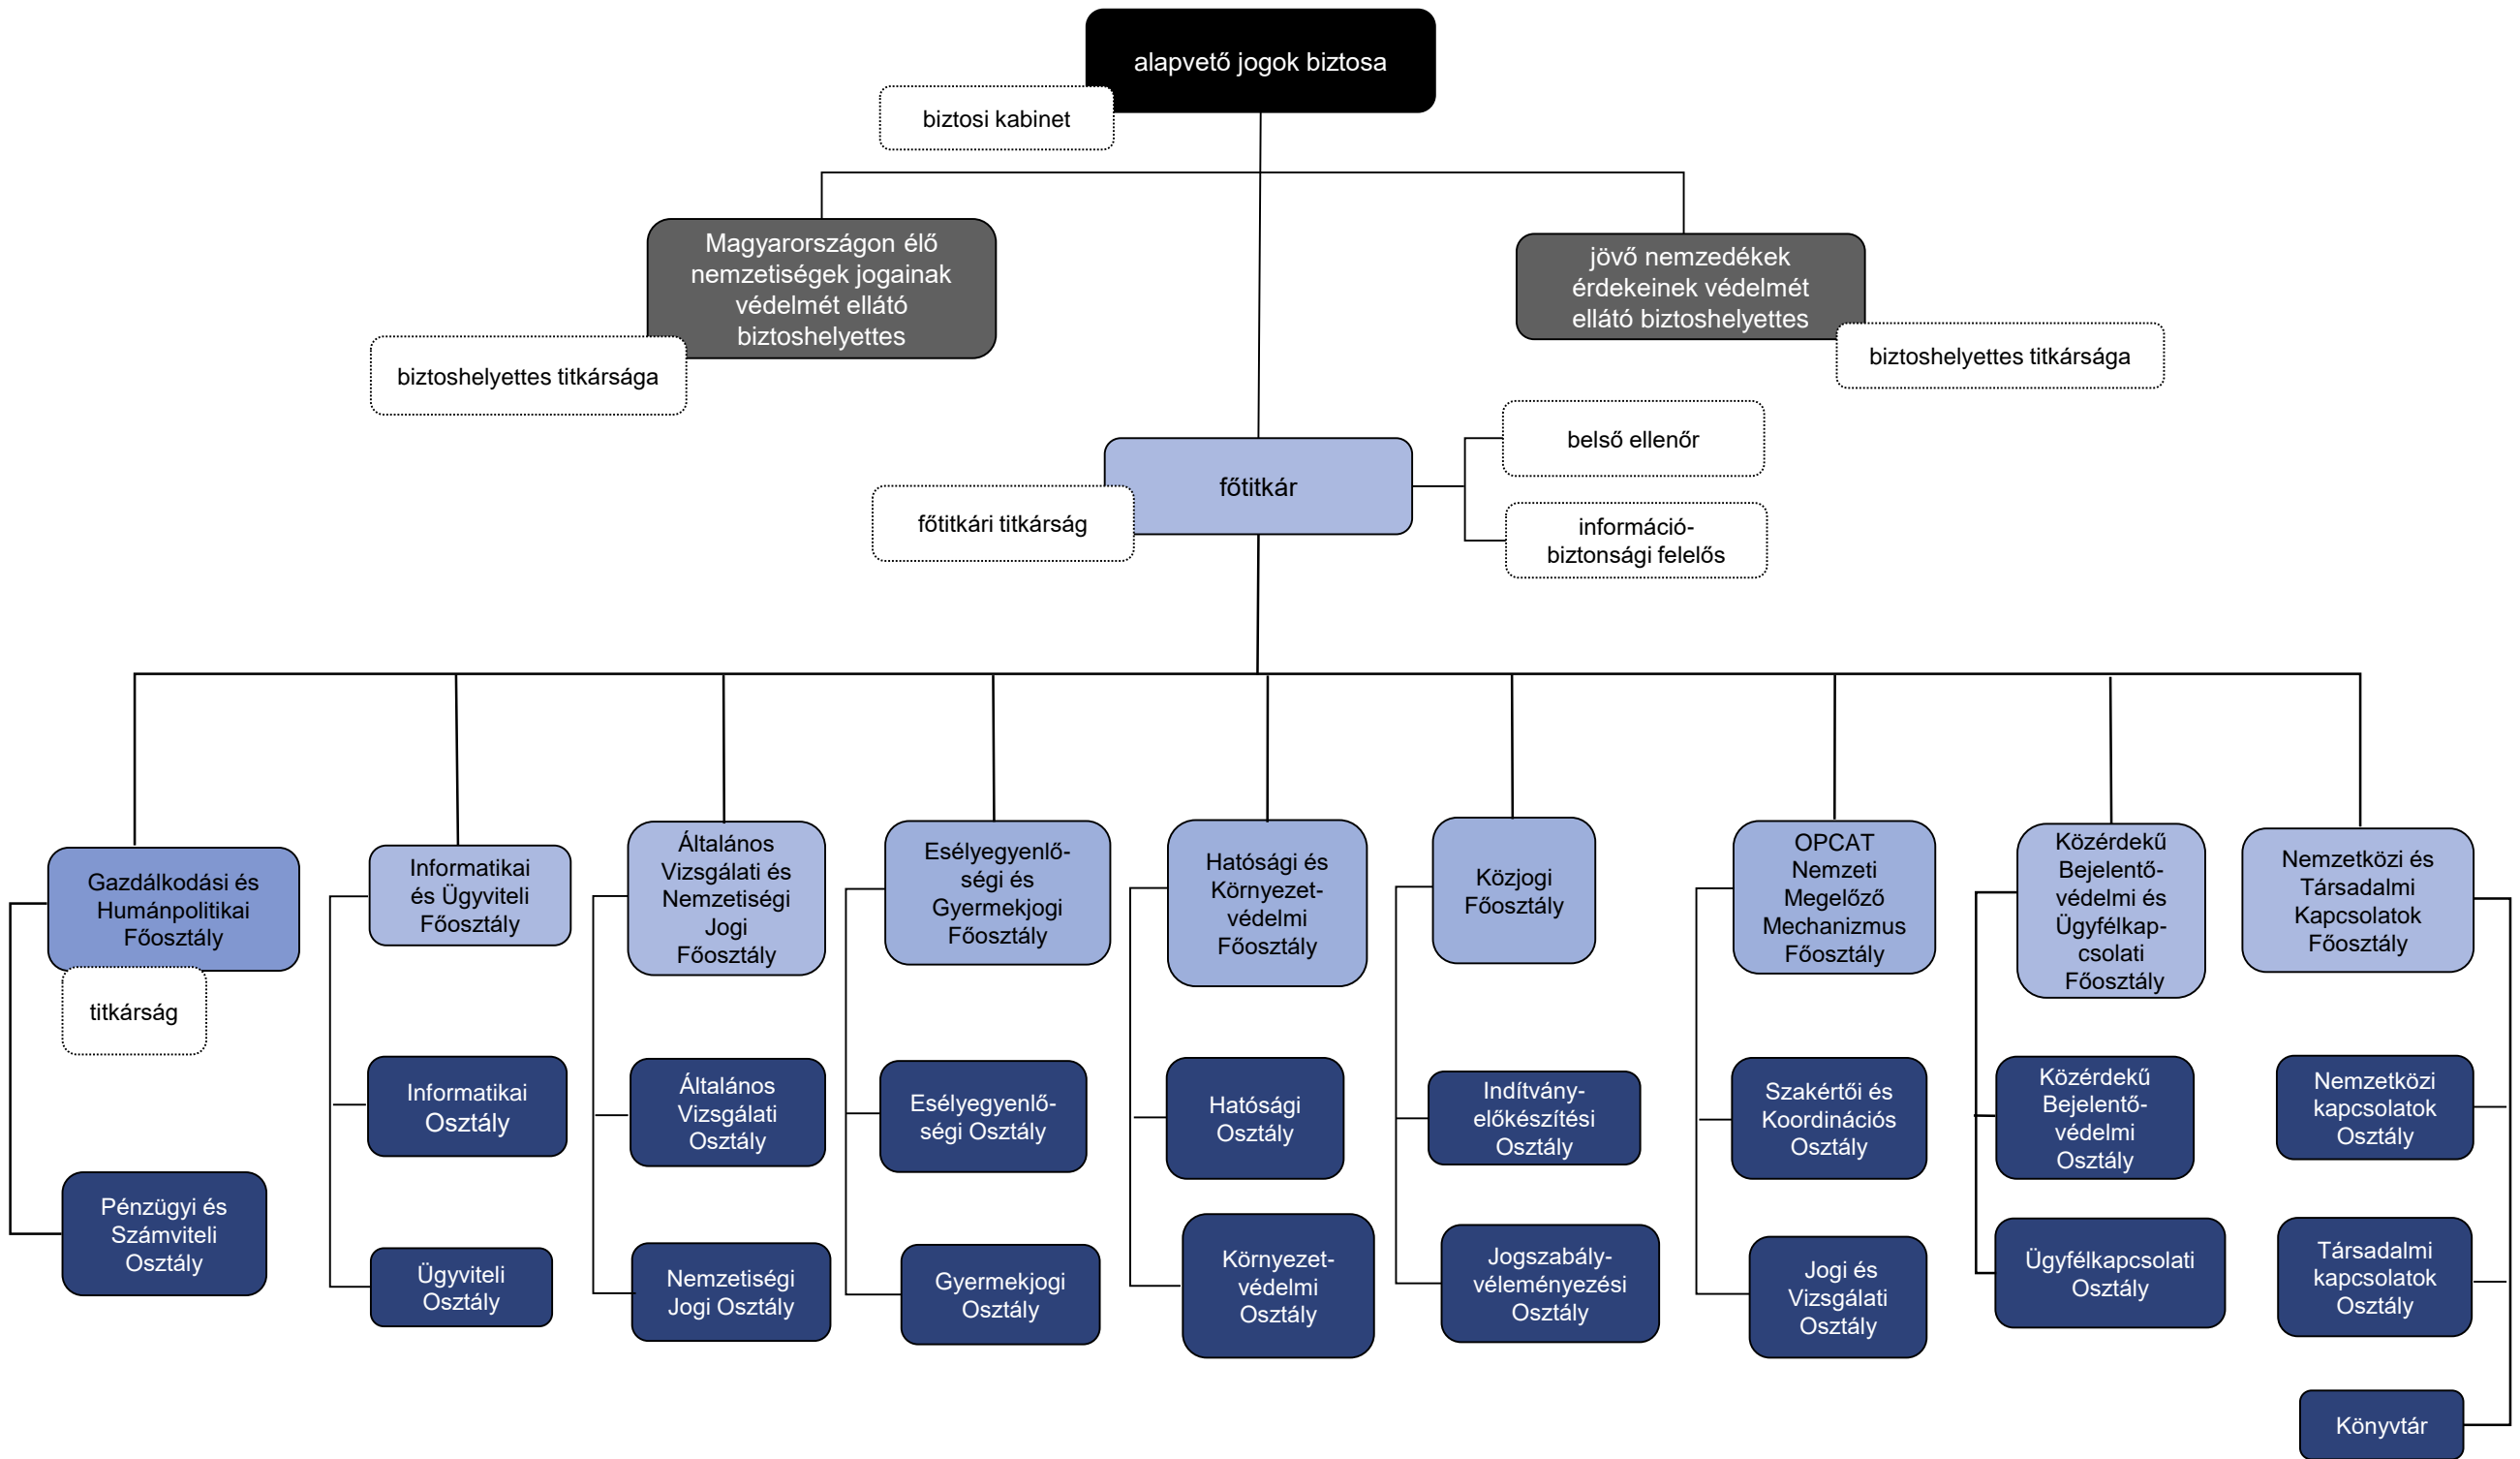 alapvető jogok biztosa
biztosi kabinet
Magyarországon élő
nemzetiségek jogainak
védelmét ellátó
biztoshelyettes
biztoshelyettes titkársága
jövő nemzedékek
érdekeinek védelmét
ellátó biztoshelyettes
biztoshelyettes titkársága
főtitkár
főtitkári titkárság
belső ellenőr
információ-
biztonsági felelős
Gazdálkodási és
Humánpolitikai
Főosztály
titkárság
Pénzügyi és
Számviteli
Osztály
Informatikai
és Ügyviteli
Főosztály
Informatikai
Osztály
Ügyviteli
Osztály
Általános
Vizsgálati és
Nemzetiségi
Jogi
Főosztály
Általános
Vizsgálati
Osztály
Nemzetiségi
Jogi Osztály
Esélyegyenlő-
ségi és
Gyermekjogi
Főosztály
Esélyegyenlő-
ségi Osztály
Gyermekjogi
Osztály
Hatósági és
Környezet-
védelmi
Főosztály
Hatósági
Osztály
Környezet-
védelmi
Osztály
Közjogi
Főosztály
Indítvány-
előkészítési
Osztály
Jogszabály-
véleményezési
Osztály
OPCAT
Nemzeti
Megelőző
Mechanizmus
Főosztály
Szakértői és
Koordinációs
Osztály
Jogi és
Vizsgálati
Osztály
Közérdekű
Bejelentő-
védelmi és
Ügyfélkap-
csolati
Főosztály
Közérdekű
Bejelentő-
védelmi
Osztály
Ügyfélkapcsolati
Osztály
Nemzetközi és
Társadalmi
Kapcsolatok
Főosztály
Nemzetközi
kapcsolatok
Osztály
Társadalmi
kapcsolatok
Osztály
Könyvtár